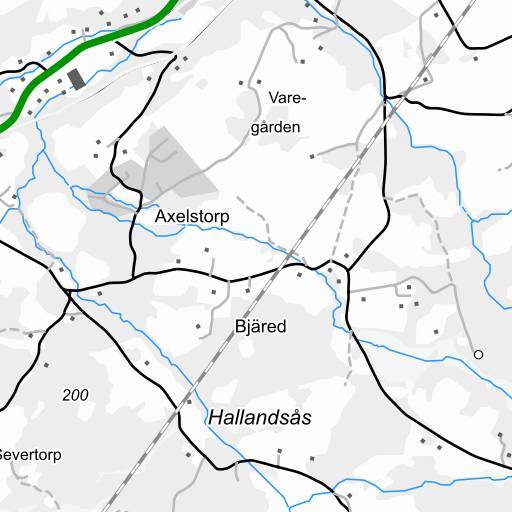 Vare-
gården
Axelstorp
Bjäred
200
Hallandsås
Severtorp